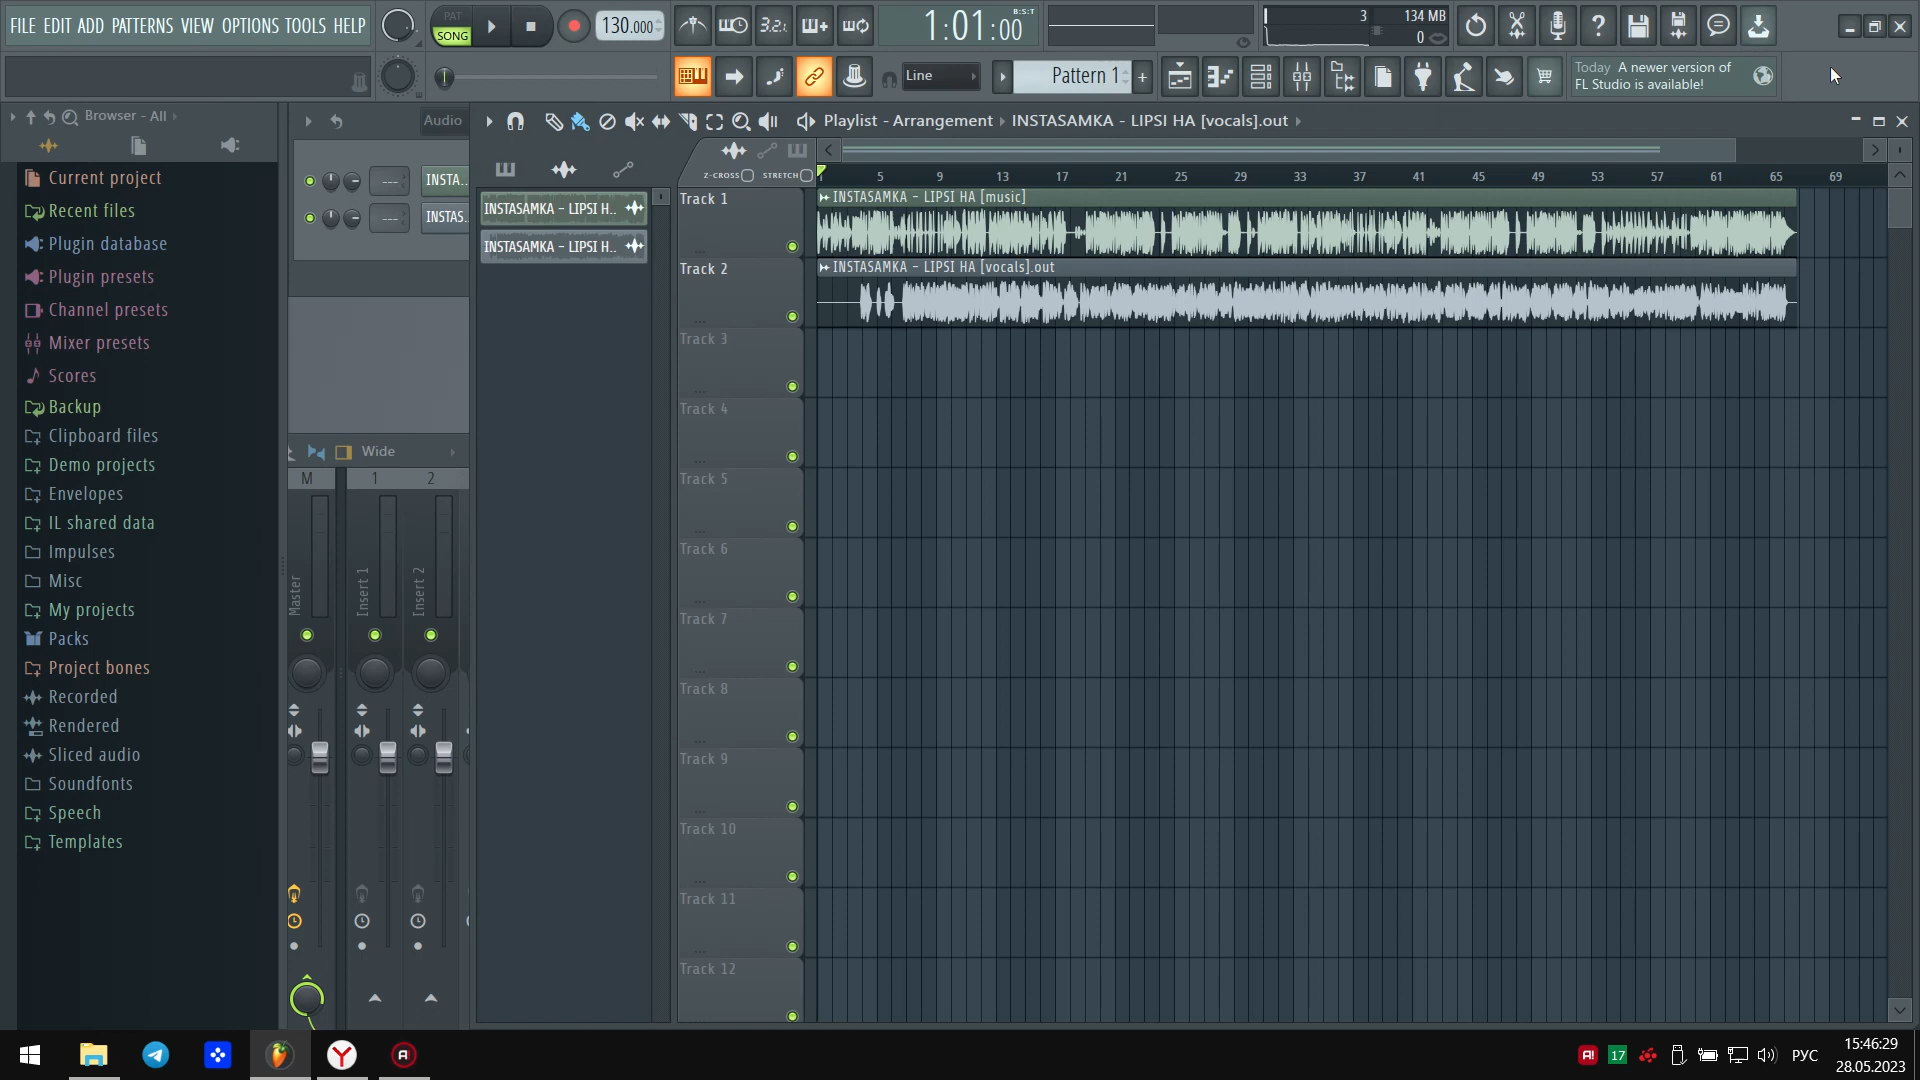 FILE EDIT ADD PATTERNS VIEW OPTIONS TOOLS HELP
PAT
SONG
130.000
3.2.
B:S:T
1:01:00
3
134 MB
0
Line
Pattern 1
+
Today A newer version of
FL Studio is available!
Browser - All
Current project
Recent files
Plugin database
Plugin presets
Channel presets
Mixer presets
Scores
Backup
Clipboard files
Demo projects
Envelopes
IL shared data
Impulses
Misc
My projects
Packs
Project bones
Recorded
Rendered
Sliced audio
Soundfonts
Speech
Templates
Audio
---
INSTA..
---
INSTAS..
Wide
M
1
2
Master
Insert 1
Insert 2
Playlist - Arrangement › INSTASAMKA - LIPSI HA [vocals].out
Z-CROSS
STRETCH
INSTASAMKA – LIPSI H..
INSTASAMKA – LIPSI H..
5 9 13 17 21 25 29 33 37 41 45 49 53 57 61 65 69
Track 1
INSTASAMKA – LIPSI HA [music]
Track 2
INSTASAMKA – LIPSI HA [vocals].out
Track 3
Track 4
Track 5
Track 6
Track 7
Track 8
Track 9
Track 10
Track 11
Track 12
A!
17
РУС
15:46:29
28.05.2023